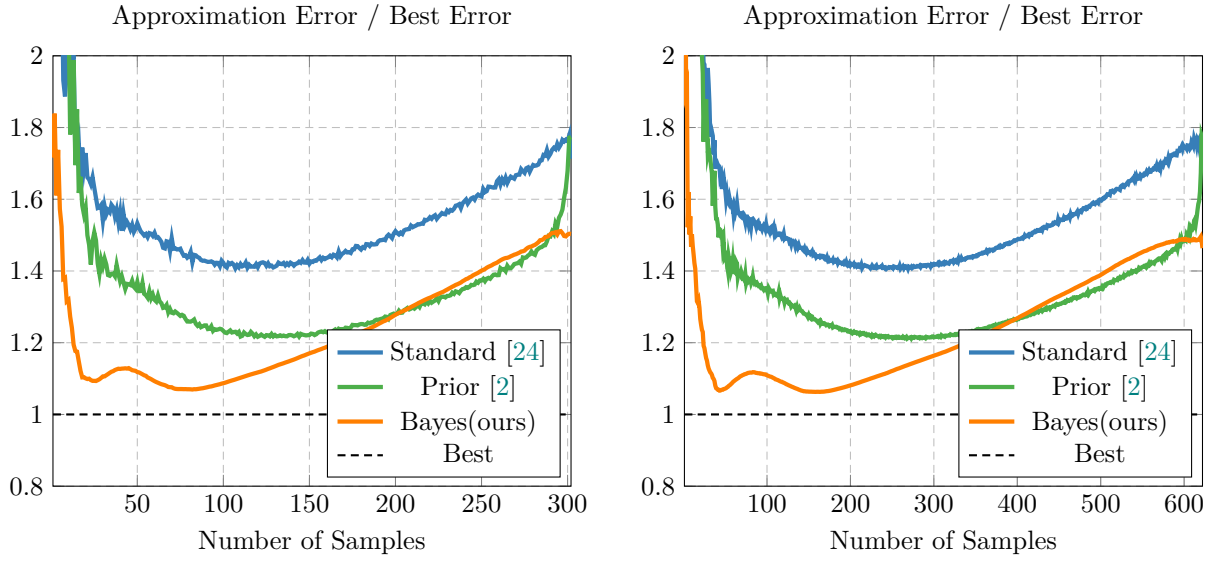 Approximation Error / Best Error
2
1.8
1.6
1.4
1.2
1
0.8
50 100 150 200 250 300
Number of Samples
Standard [24]
Prior [2]
Bayes(ours)
Best
Approximation Error / Best Error
2
1.8
1.6
1.4
1.2
1
0.8
100 200 300 400 500 600
Number of Samples
Standard [24]
Prior [2]
Bayes(ours)
Best